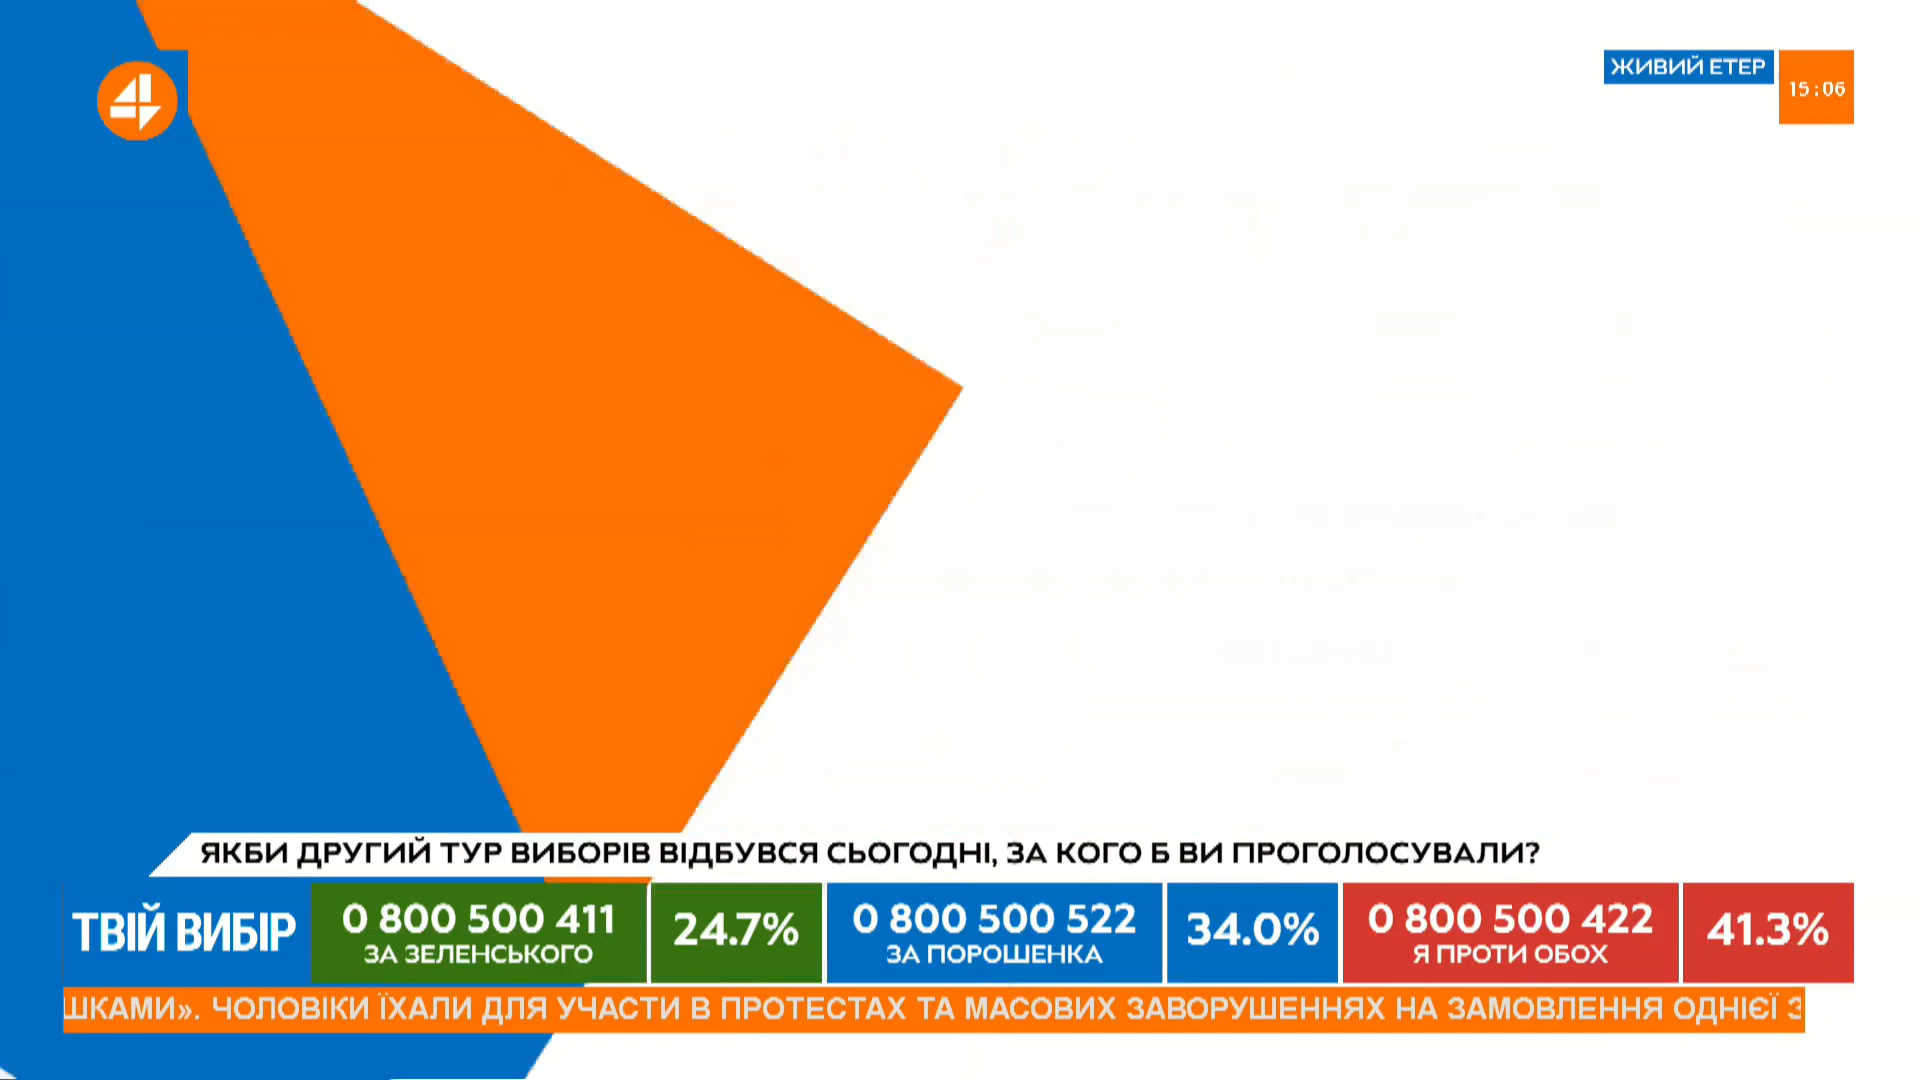 4
ЖИВИЙ ЕТЕР
15:06
ЯКБИ ДРУГИЙ ТУР ВИБОРІВ ВІДБУВСЯ СЬОГОДНІ, ЗА КОГО Б ВИ ПРОГОЛОСУВАЛИ?
ТВІЙ ВИБІР
0 800 500 411
ЗА ЗЕЛЕНСЬКОГО
24.7%
0 800 500 522
ЗА ПОРОШЕНКА
34.0%
0 800 500 422
Я ПРОТИ ОБОХ
41.3%
ШКАМИ». ЧОЛОВІКИ ЇХАЛИ ДЛЯ УЧАСТИ В ПРОТЕСТАХ ТА МАСОВИХ ЗАВОРУШЕННЯХ НА ЗАМОВЛЕННЯ ОДНІЄЇ З